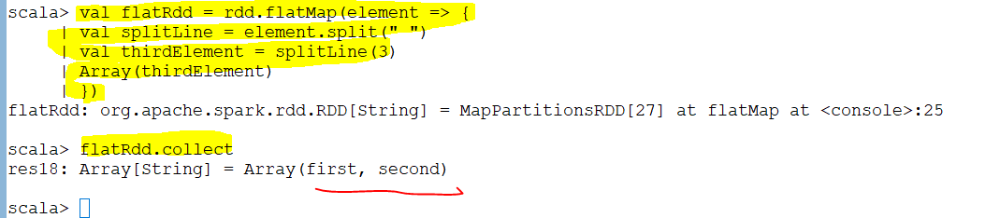 scala> val flatRdd = rdd.flatMap(element => {
| val splitLine = element.split(" ")
| val thirdElement = splitLine(3)
| Array(thirdElement)
| })
flatRdd: org.apache.spark.rdd.RDD[String] = MapPartitionsRDD[27] at flatMap at <console>:25
scala> flatRdd.collect
res18: Array[String] = Array(first, second)
scala>